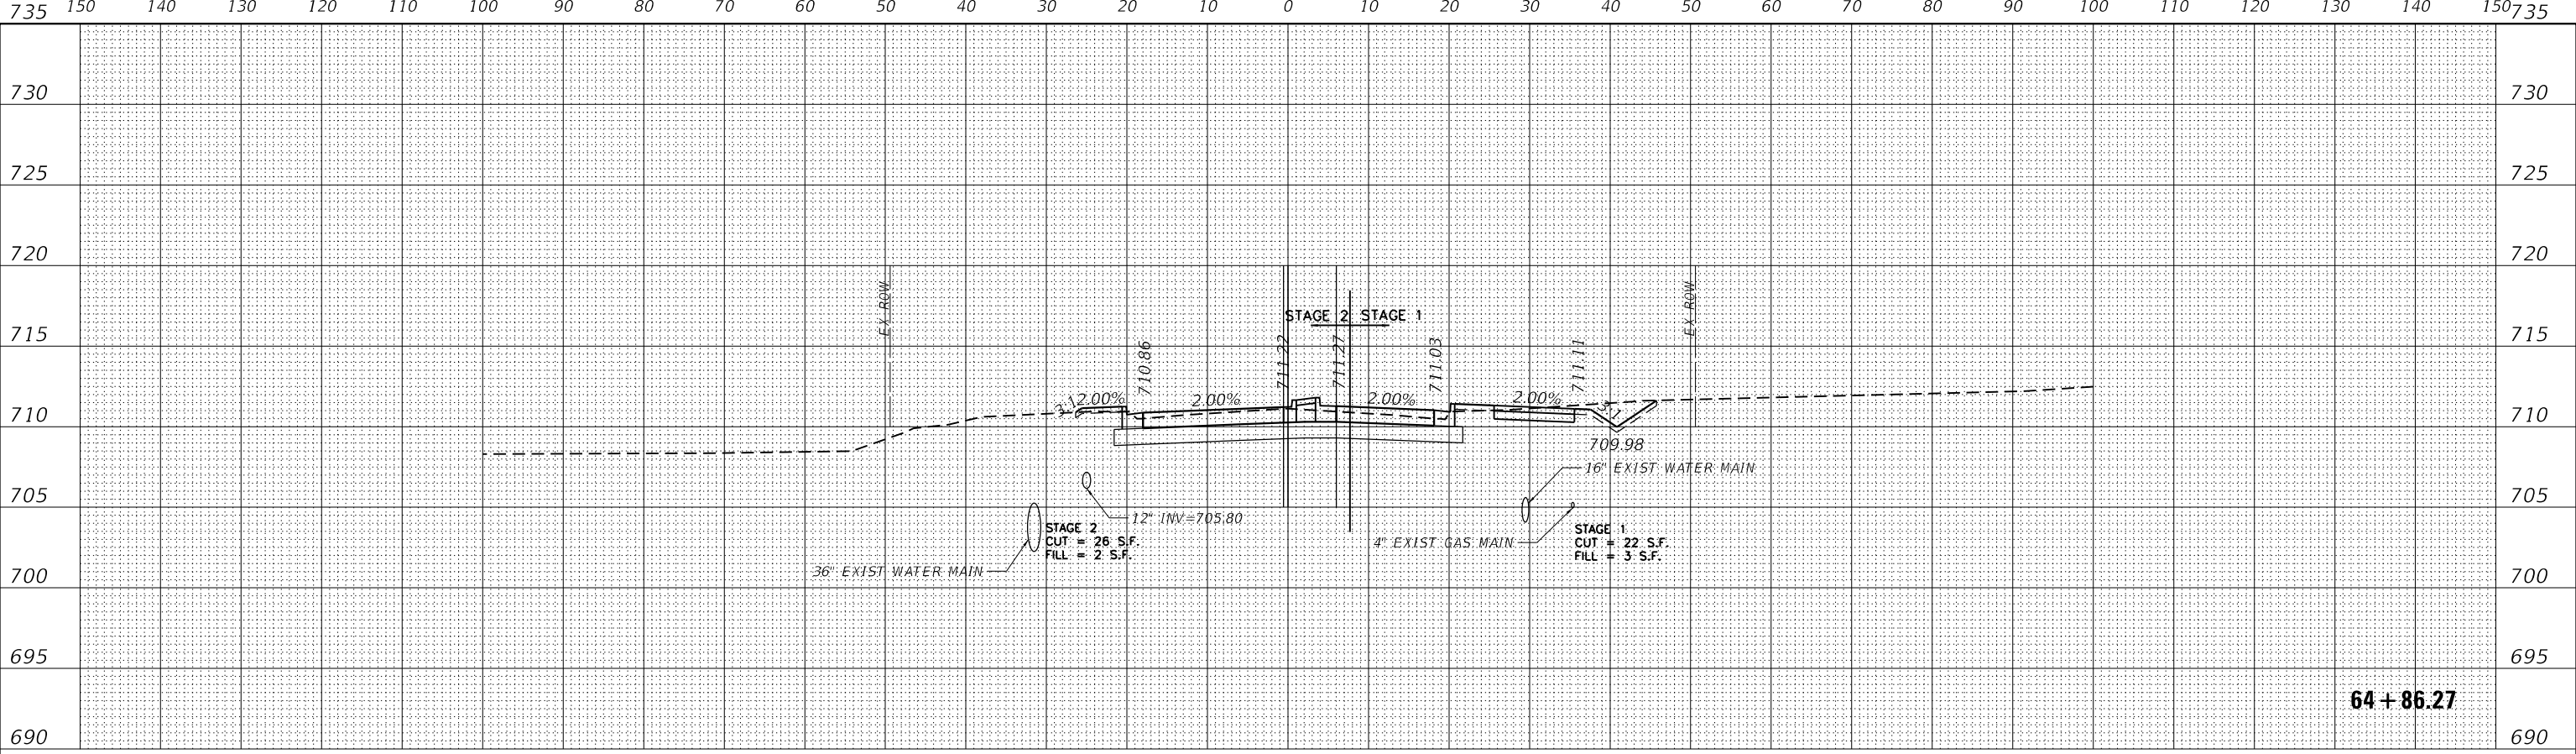 735 150 140 130 120 110 100 90 80 70 60 50 40 30 20 10 0 10 20 30 40 50 60 70 80 90 100 110 120 130 140 150 735
730 730
725 725
720 720
EX ROW EX ROW
STAGE 2 STAGE 1
715 715
710.86 711.22 711.27 711.03 711.11
3:1 2.00% 2.00% 2.00% 2.00% 3:1
710 710
709.98
16" EXIST WATER MAIN
705 705
12" INV=705.80
STAGE 2
CUT = 26 S.F.
FILL = 2 S.F.
4" EXIST GAS MAIN
STAGE 1
CUT = 22 S.F.
FILL = 3 S.F.
36" EXIST WATER MAIN
700 700
695 695
64+86.27
690 690